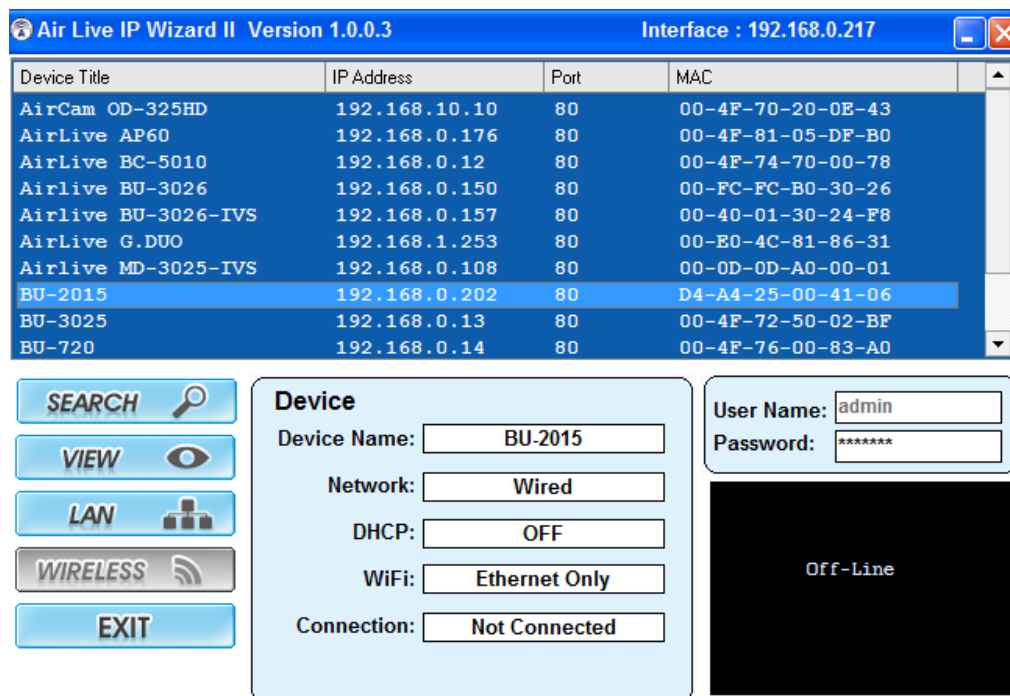 Air Live IP Wizard II Version 1.0.0.3 Interface : 192.168.0.217
Device Title IP Address Port MAC
AirCam OD-325HD 192.168.10.10 80 00-4F-70-20-0E-43
AirLive AP60 192.168.0.176 80 00-4F-81-05-DF-B0
AirLive BC-5010 192.168.0.12 80 00-4F-74-70-00-78
Airlive BU-3026 192.168.0.150 80 00-FC-FC-B0-30-26
Airlive BU-3026-IVS 192.168.0.157 80 00-40-01-30-24-F8
AirLive G.DUO 192.168.1.253 80 00-E0-4C-81-86-31
Airlive MD-3025-IVS 192.168.0.108 80 00-0D-0D-A0-00-01
BU-2015 192.168.0.202 80 D4-A4-25-00-41-06
BU-3025 192.168.0.13 80 00-4F-72-50-02-BF
BU-720 192.168.0.14 80 00-4F-76-00-83-A0
SEARCH
VIEW
LAN
WIRELESS
EXIT
Device
Device Name: BU-2015
Network: Wired
DHCP: OFF
WiFi: Ethernet Only
Connection: Not Connected
User Name: admin
Password: *******
Off-Line